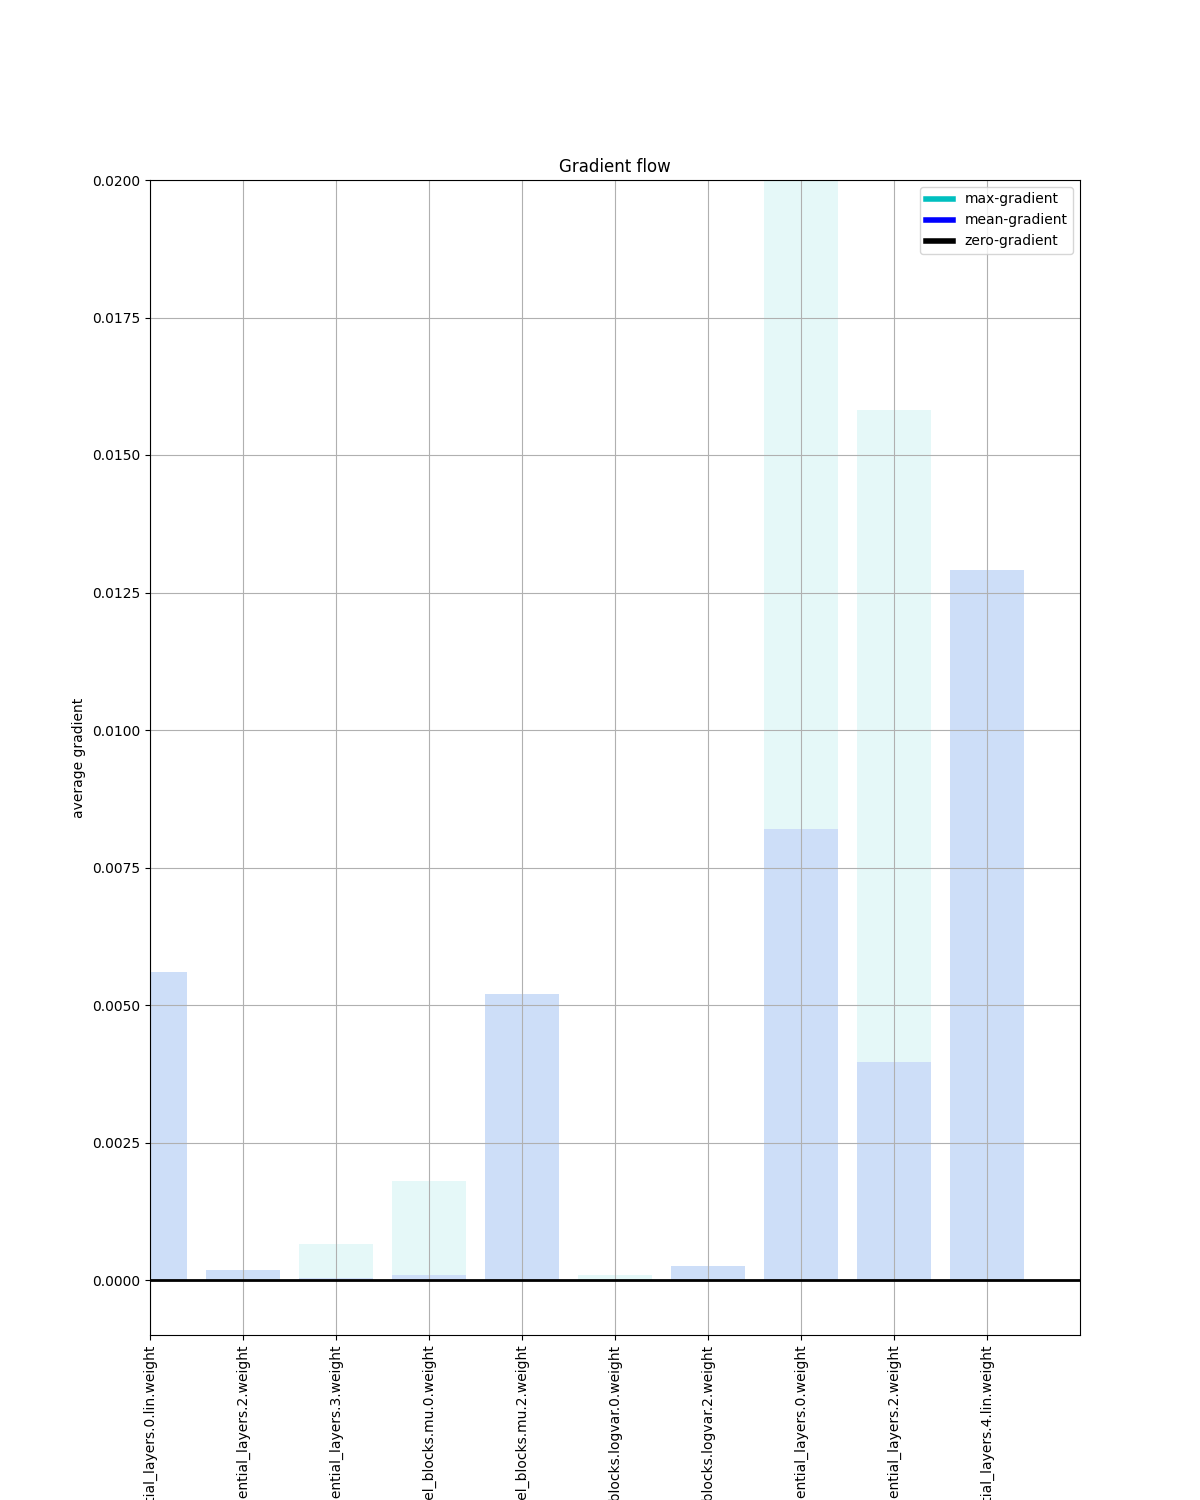 Gradient flow
max-gradient
mean-gradient
zero-gradient
0.0200
0.0175
0.0150
0.0125
0.0100
0.0075
0.0050
0.0025
0.0000
average gradient
tial_layers.0.lin.weight
ential_layers.2.weight
ential_layers.3.weight
el_blocks.mu.0.weight
el_blocks.mu.2.weight
blocks.logvar.0.weight
blocks.logvar.2.weight
ential_layers.0.weight
ential_layers.2.weight
tial_layers.4.lin.weight